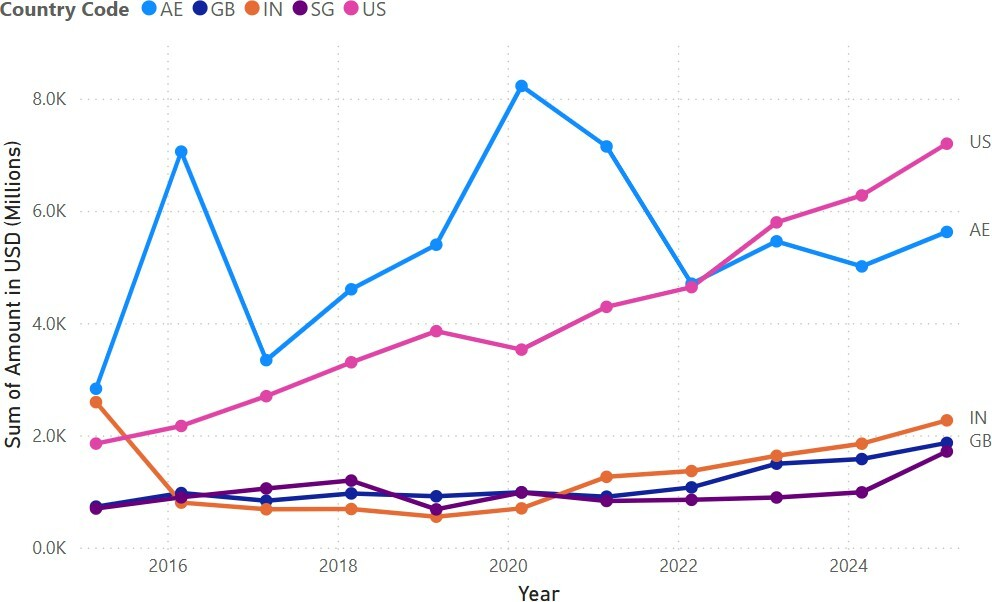 Country Code AE GB IN SG US
Sum of Amount in USD (Millions)
8.0K
6.0K
4.0K
2.0K
0.0K
US
AE
IN
GB
2016 2018 2020 2022 2024
Year